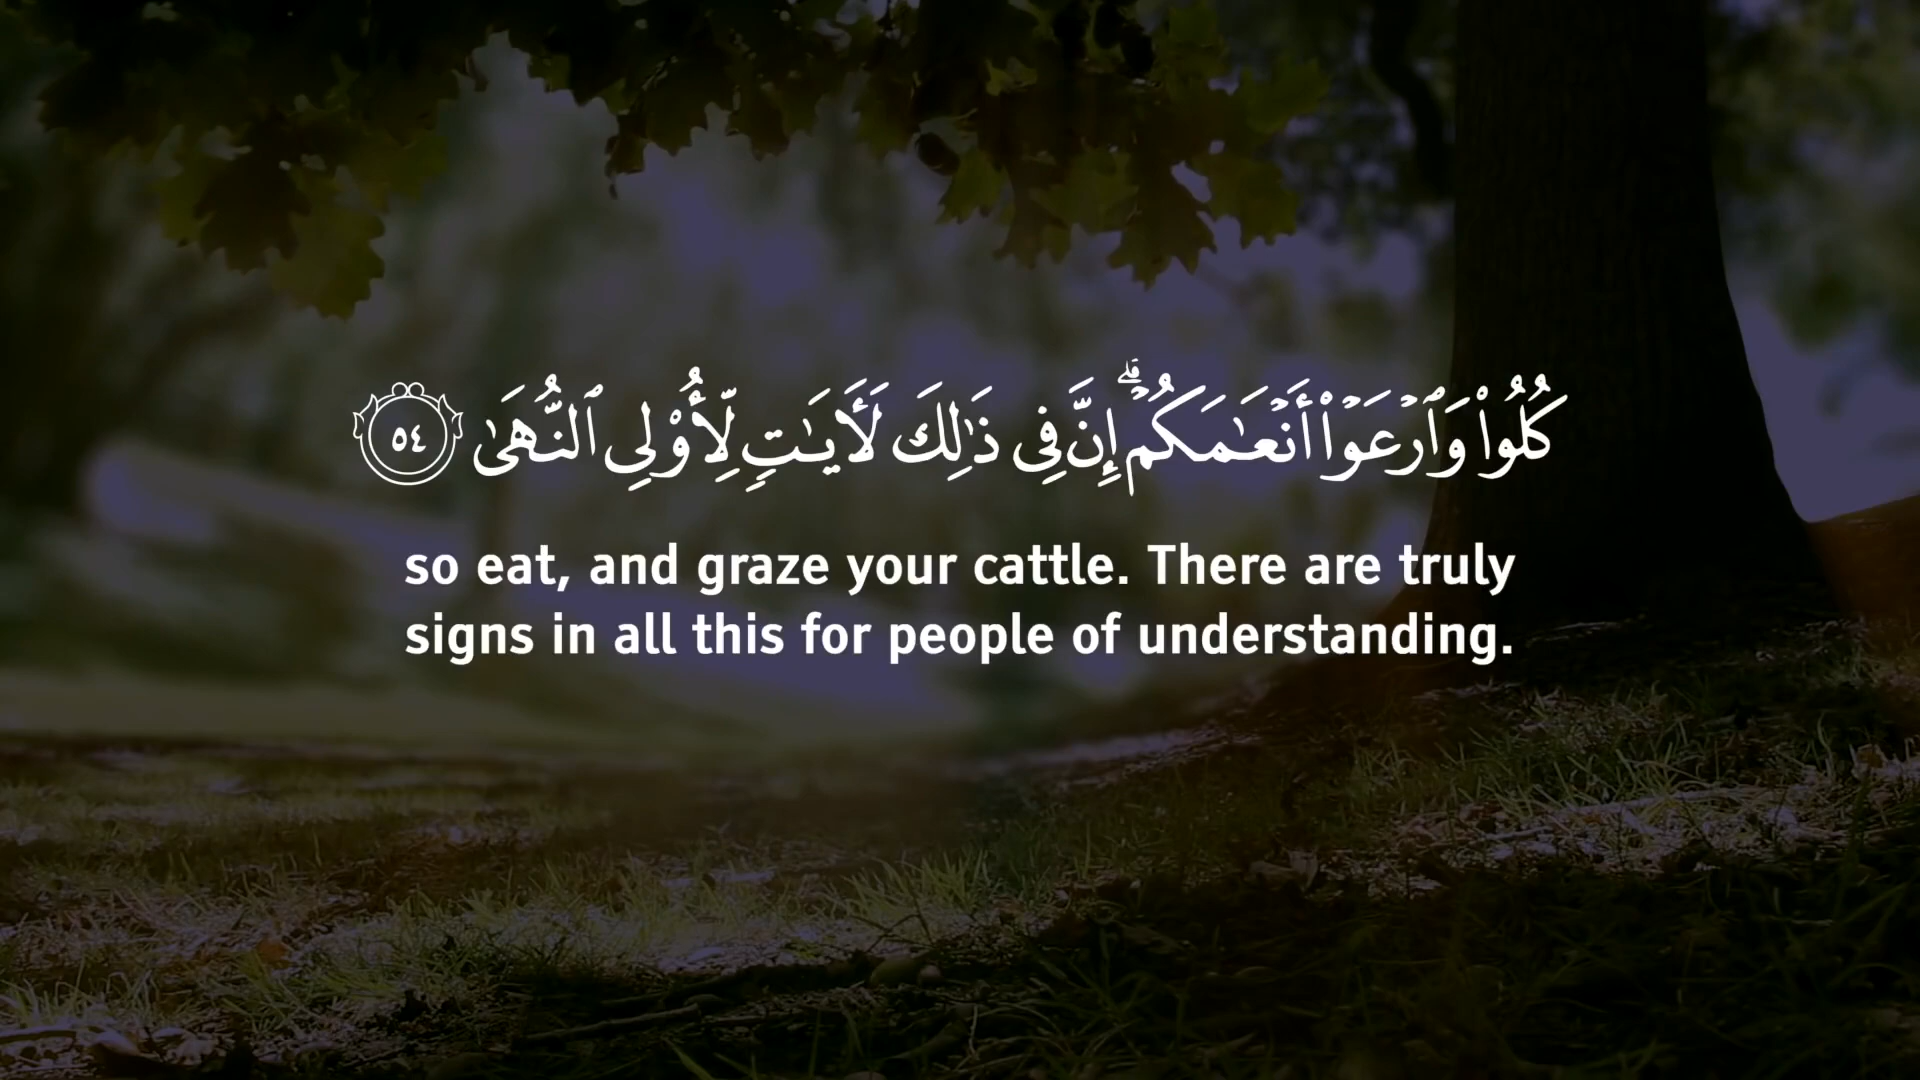 كُلُوا۟ وَٱرْعَوْا۟ أَنْعَـٰمَكُمْ ۗ إِنَّ فِى ذَٰلِكَ لَـَٔايَـٰتٍ لِّأُو۟لِى ٱلنُّهَىٰ ٥٤
so eat, and graze your cattle. There are truly
signs in all this for people of understanding.